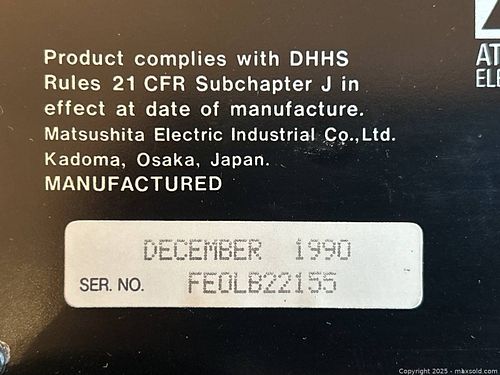 Product complies with DHHS
Rules 21 CFR Subchapter J in
effect at date of manufacture.
Matsushita Electric Industrial Co.,Ltd.
Kadoma, Osaka, Japan.
MANUFACTURED
DECEMBER 1990
SER. NO. FE0LB22155
Copyright 2025 - maxsold.com